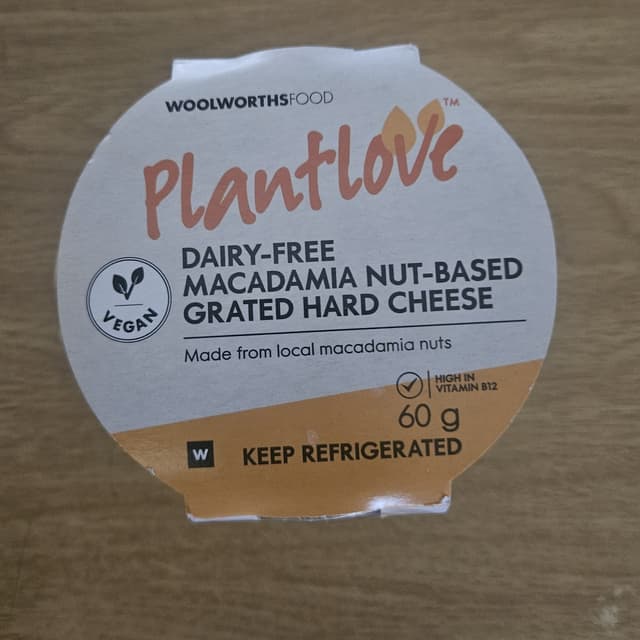 WOOLWORTHSFOOD
Plantlove™
DAIRY-FREE
MACADAMIA NUT-BASED
GRATED HARD CHEESE
VEGAN
Made from local macadamia nuts
HIGH IN
VITAMIN B12
60 g
W
KEEP REFRIGERATED